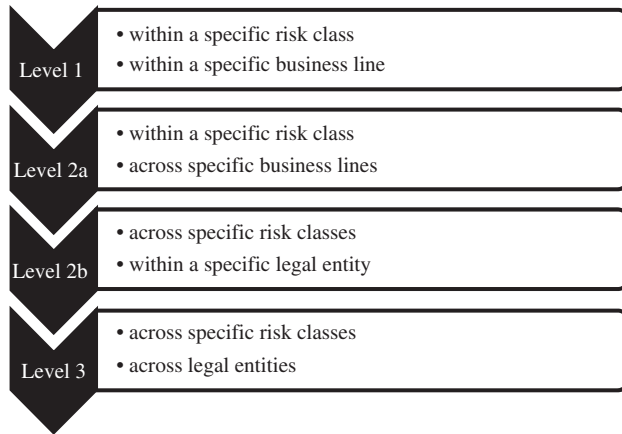 Level 1
• within a specific risk class
• within a specific business line
Level 2a
• within a specific risk class
• across specific business lines
Level 2b
• across specific risk classes
• within a specific legal entity
Level 3
• across specific risk classes
• across legal entities